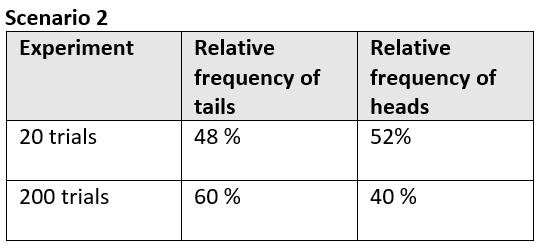 Scenario 2
Experiment
Relative
frequency of
tails
Relative
frequency of
heads
20 trials
48 %
52%
200 trials
60 %
40 %